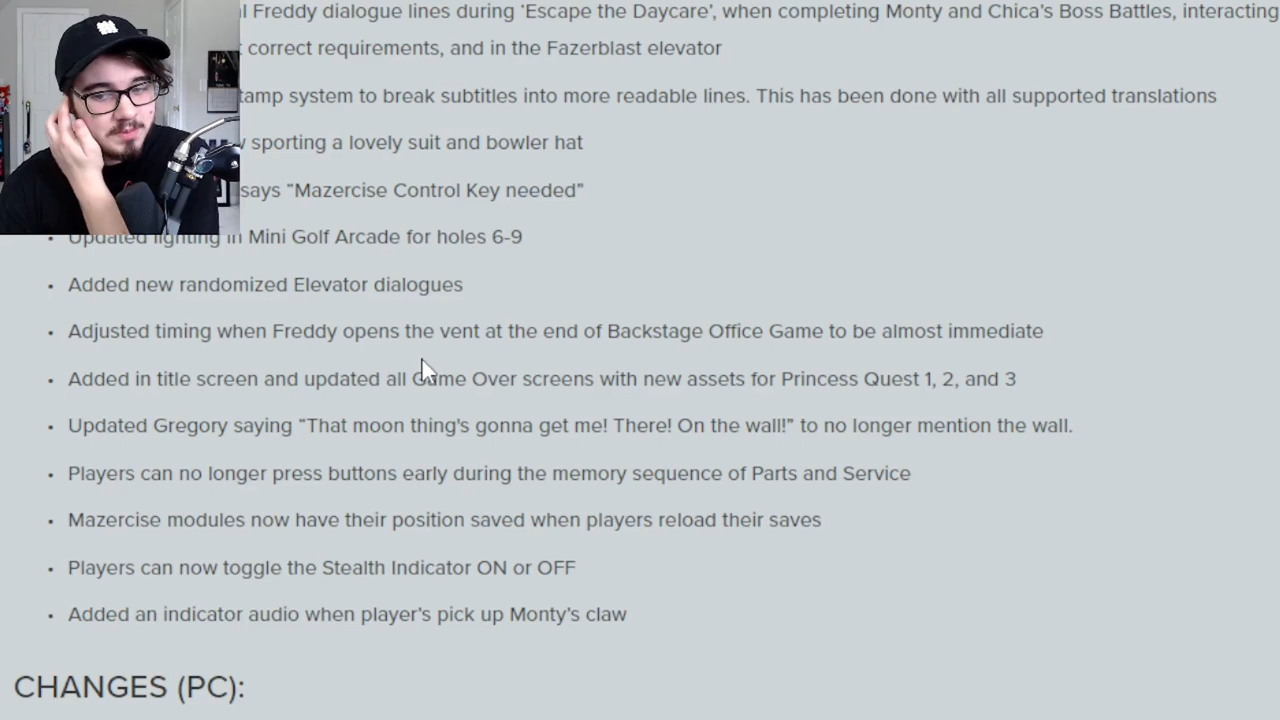 Freddy dialogue lines during ‘Escape the Daycare’, when completing Monty and Chica’s Boss Battles, interacting
correct requirements, and in the Fazerblast elevator
system to break subtitles into more readable lines. This has been done with all supported translations
sporting a lovely suit and bowler hat
says “Mazercise Control Key needed”
• Updated lighting in Mini Golf Arcade for holes 6-9
• Added new randomized Elevator dialogues
• Adjusted timing when Freddy opens the vent at the end of Backstage Office Game to be almost immediate
• Added in title screen and updated all Game Over screens with new assets for Princess Quest 1, 2, and 3
• Updated Gregory saying “That moon thing's gonna get me! There! On the wall!” to no longer mention the wall.
• Players can no longer press buttons early during the memory sequence of Parts and Service
• Mazercise modules now have their position saved when players reload their saves
• Players can now toggle the Stealth Indicator ON or OFF
• Added an indicator audio when player’s pick up Monty’s claw
CHANGES (PC):